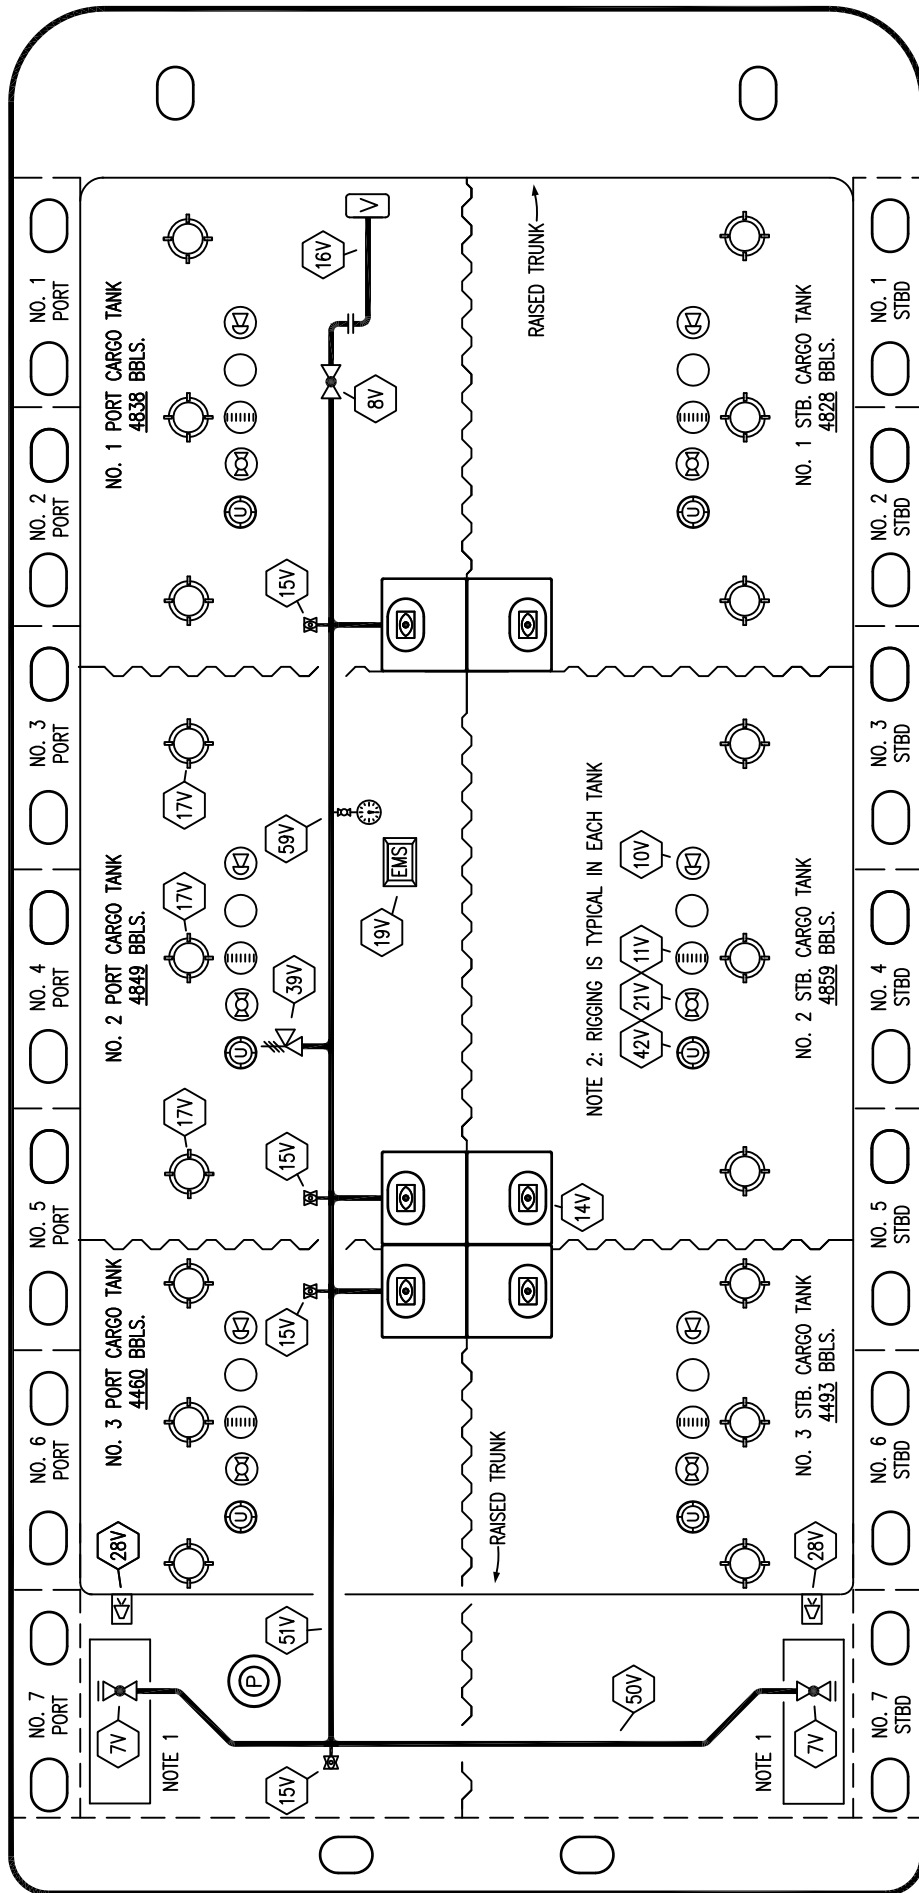 NO. 1
PORT
NO. 2
PORT
NO. 3
PORT
NO. 4
PORT
NO. 5
PORT
NO. 6
PORT
NO. 7
PORT
NO. 1 PORT CARGO TANK
4838 BBLS.
NO. 2 PORT CARGO TANK
4849 BBLS.
NO. 3 PORT CARGO TANK
4460 BBLS.
U
U
U
V
16V
8V
15V
17V
17V
17V
59V
EMS
19V
39V
15V
15V
28V
51V
P
7V
NOTE 1
15V
50V
RAISED TRUNK
RAISED TRUNK
14V
NOTE 2: RIGGING IS TYPICAL IN EACH TANK
10V
11V
21V
42V
U
U
U
NO. 1 STB. CARGO TANK
4828 BBLS.
NO. 2 STB. CARGO TANK
4859 BBLS.
NO. 3 STB. CARGO TANK
4493 BBLS.
28V
NOTE 1
7V
NO. 1
STBD
NO. 2
STBD
NO. 3
STBD
NO. 4
STBD
NO. 5
STBD
NO. 6
STBD
NO. 7
STBD